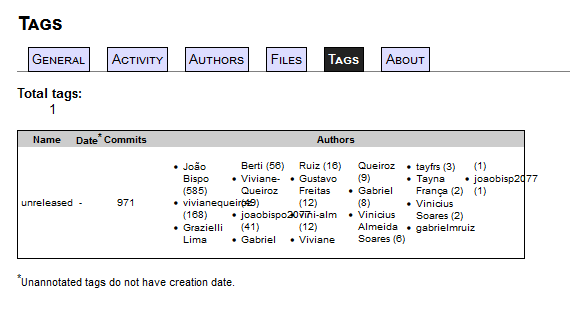 Tags
General
Activity
Authors
Files
Tags
About
Total tags:
1
Name Date* Commits Authors
unreleased - 971
• João
Bispo
(585)
• vivianequeiroz
(168)
• Grazielli
Lima
Berti (56)
• Viviane-
Queiroz
(49)
• joaobispo2077
(41)
• Gabriel
Ruiz (16)
• Gustavo
Freitas
(12)
(12)
• Viviane
Queiroz
(9)
• Gabriel
(8)
• Vinicius
Almeida
Soares (6)
• tayfrs (3)
• Tayna
França (2)
• Vinicius
Soares (2)
• gabrielmruiz
(1)
• joaobisp2077
(1)
*Unannotated tags do not have creation date.